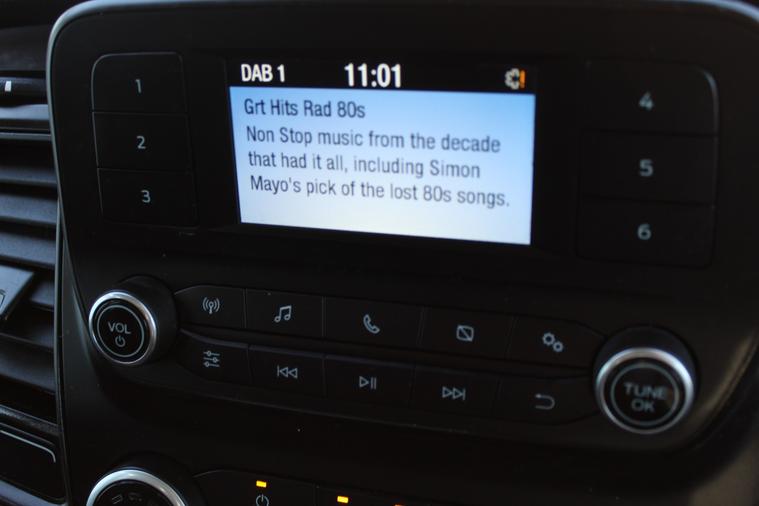 DAB 1 11:01
Grt Hits Rad 80s
Non Stop music from the decade
that had it all, including Simon
Mayo's pick of the lost 80s songs.
1
2
3
4
5
6
VOL
TUNE
OK